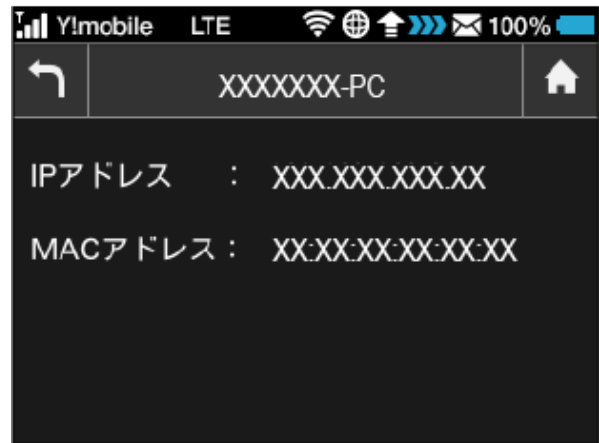 Y!mobile LTE 100%
XXXXXXX-PC
IPアドレス : XXX.XXX.XXX.XX
MACアドレス: XX:XX:XX:XX:XX:XX